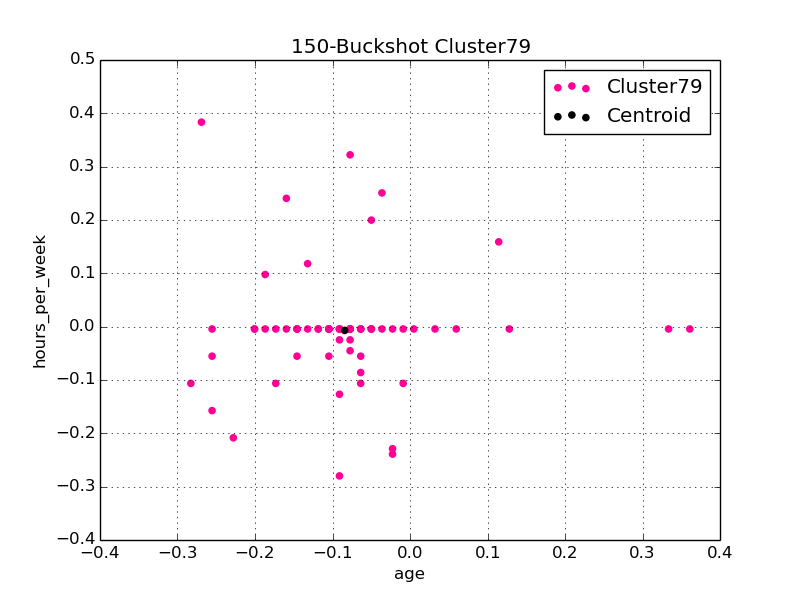 150-Buckshot Cluster79
Cluster79
Centroid
0.5
0.4
0.3
0.2
0.1
0.0
−0.1
−0.2
−0.3
−0.4
hours_per_week
−0.4 −0.3 −0.2 −0.1 0.0 0.1 0.2 0.3 0.4
age